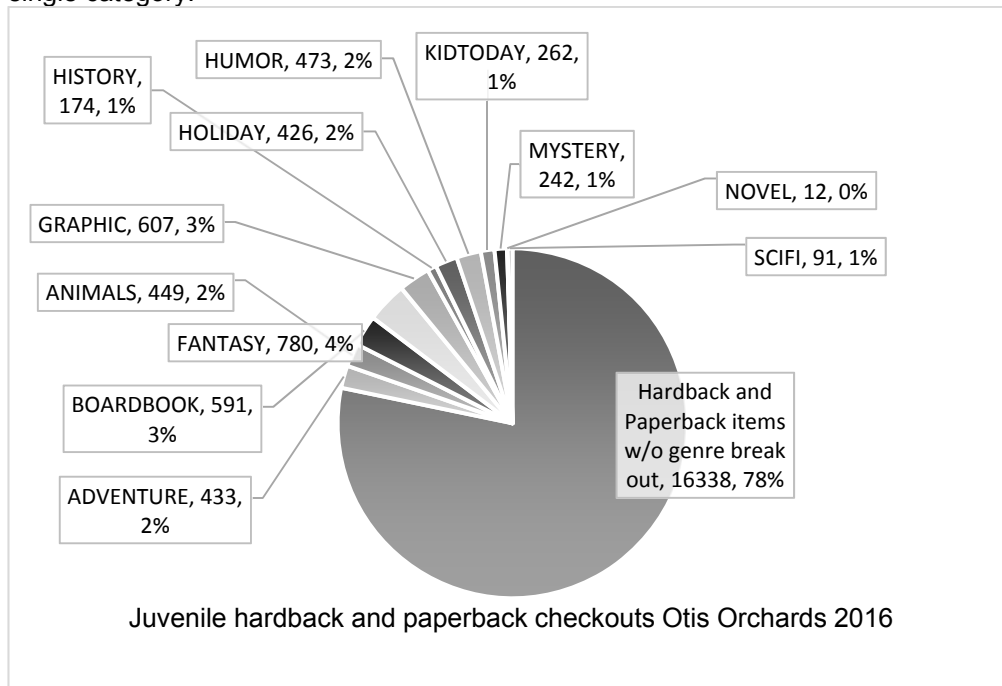 single category.
HUMOR, 473, 2%
KIDTODAY, 262,
1%
HISTORY,
174, 1%
HOLIDAY, 426, 2%
MYSTERY,
242, 1%
NOVEL, 12, 0%
GRAPHIC, 607, 3%
SCIFI, 91, 1%
ANIMALS, 449, 2%
FANTASY, 780, 4%
BOARDBOOK, 591,
3%
Hardback and
Paperback items
w/o genre break
out, 16338, 78%
ADVENTURE, 433,
2%
Juvenile hardback and paperback checkouts Otis Orchards 2016